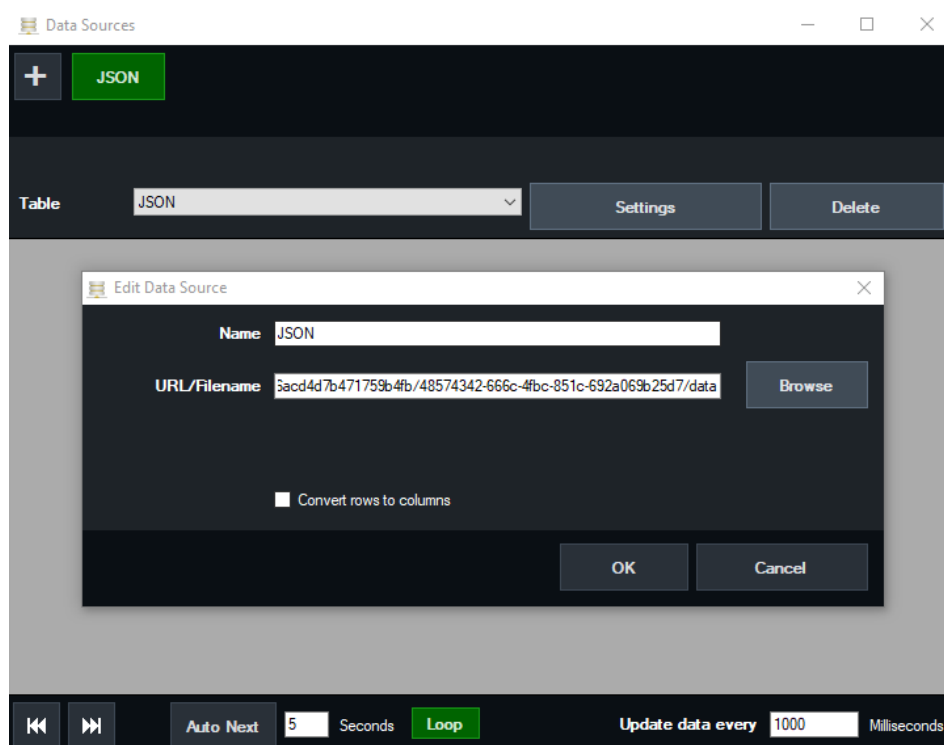 Data Sources
+ JSON
Table JSON Settings Delete
Edit Data Source
Name JSON
URL/Filename 6acd4d7b471759b4fb/48574342-666c-4fbc-851c-692a069b25d7/data Browse
Convert rows to columns
OK Cancel
Auto Next 5 Seconds Loop Update data every 1000 Milliseconds